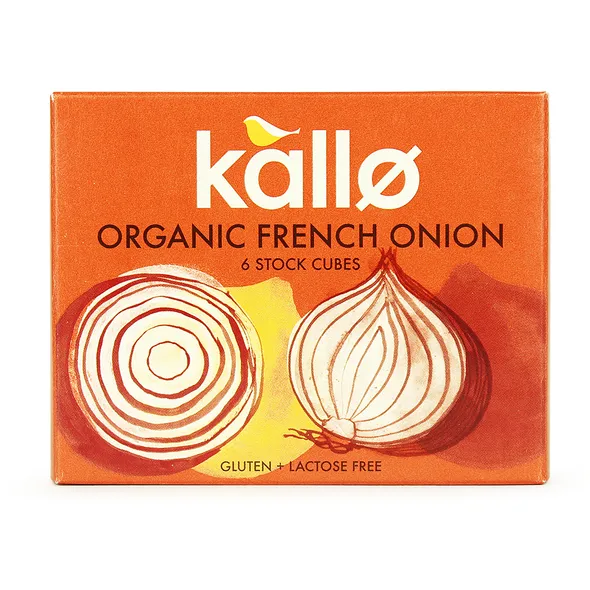 kallø
ORGANIC FRENCH ONION
6 STOCK CUBES
GLUTEN + LACTOSE FREE